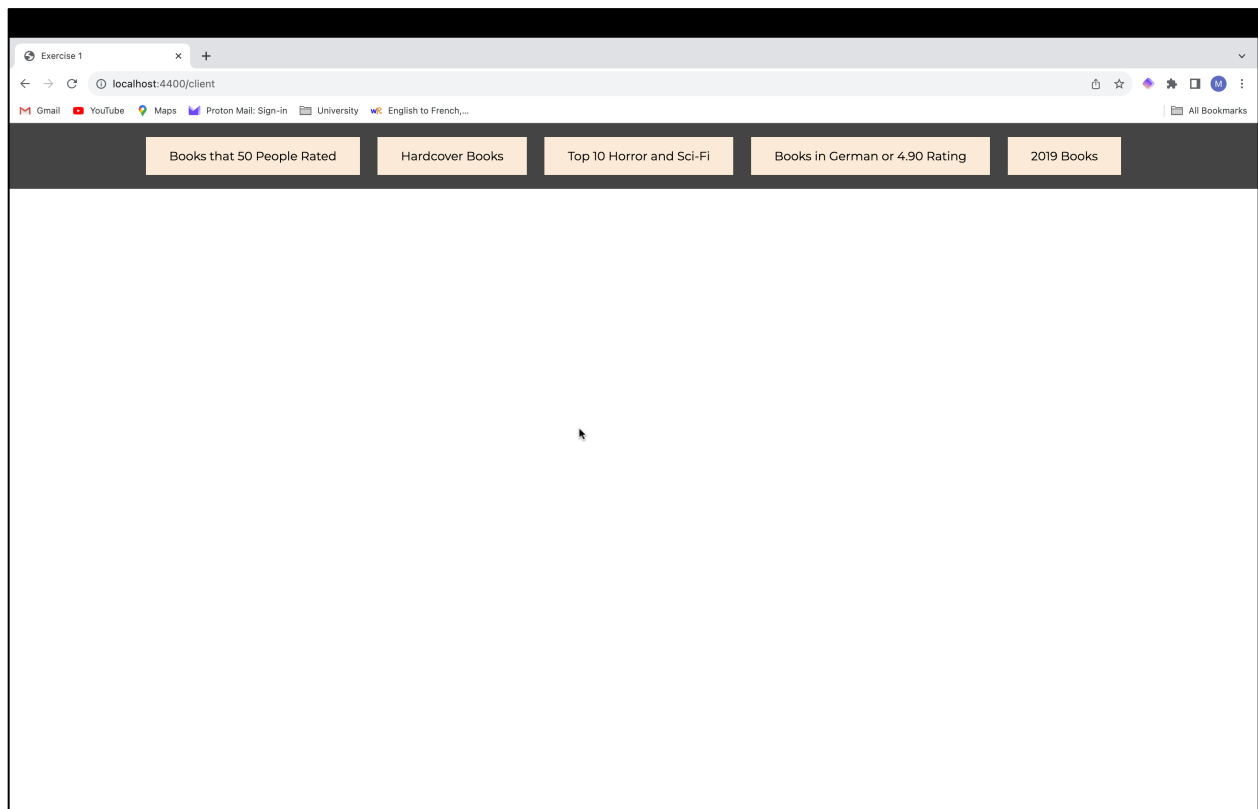 Exercise 1
localhost:4400/client
Gmail YouTube Maps Proton Mail: Sign-in University wR English to French,... All Bookmarks
Books that 50 People Rated Hardcover Books Top 10 Horror and Sci-Fi Books in German or 4.90 Rating 2019 Books
M